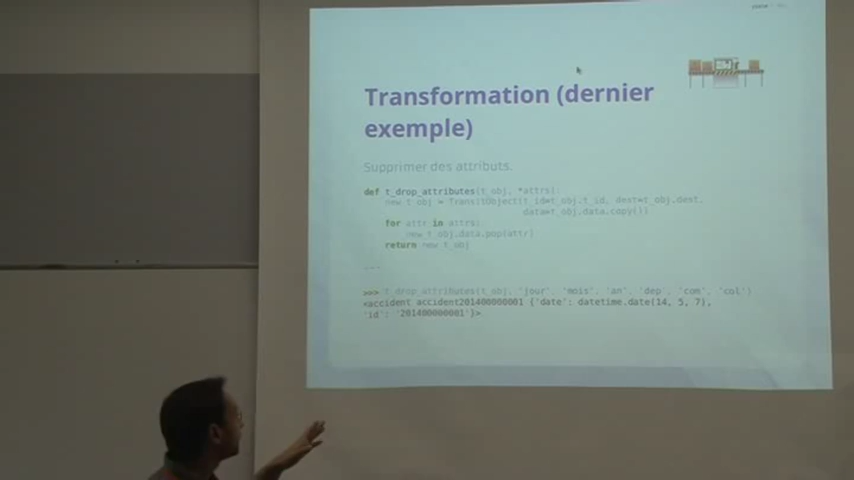 Transformation (dernier
exemple)
Supprimer des attributs.
def t_drop_attributes(t_obj, *attrs):
new_t_obj = TransitObject(t_id=t_obj.t_id, dest=t_obj.dest,
data=t_obj.data.copy())
for attr in attrs:
new_t_obj.data.pop(attr)
return new_t_obj
---
>>> t_drop_attributes(t_obj, 'jour', 'mois', 'an', 'dep', 'com', 'col')
<accident accident201400000001 {'date': datetime.date(14, 5, 7),
'id': '201400000001'}>